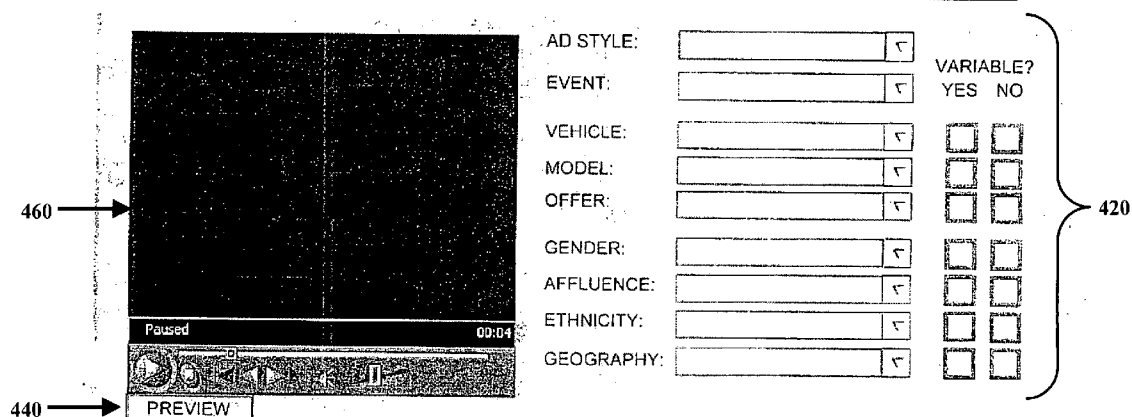 AD STYLE:
VARIABLE?
EVENT:
YES NO
VEHICLE:
MODEL:
OFFER:
460
420
GENDER:
AFFLUENCE:
ETHNICITY:
Paused 00:04
GEOGRAPHY:
440
PREVIEW